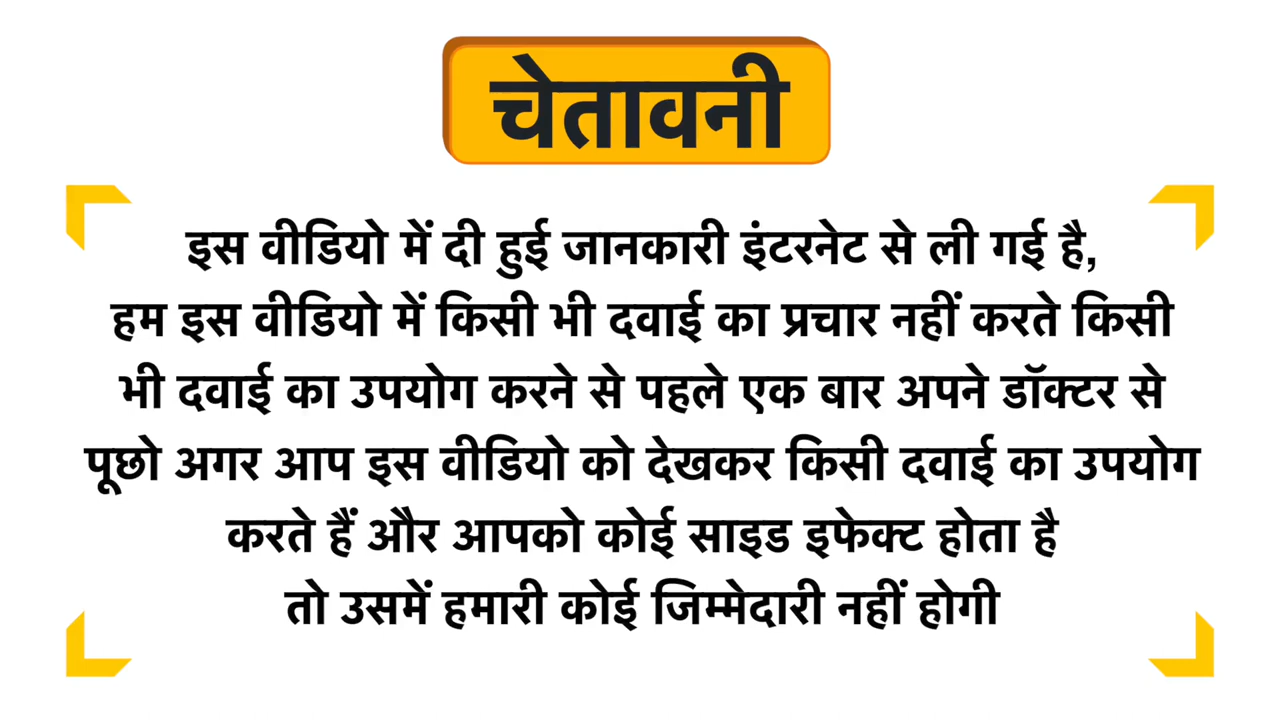 चेतावनी
इस वीडियो में दी हुई जानकारी इंटरनेट से ली गई है,
हम इस वीडियो में किसी भी दवाई का प्रचार नहीं करते किसी
भी दवाई का उपयोग करने से पहले एक बार अपने डॉक्टर से
पूछो अगर आप इस वीडियो को देखकर किसी दवाई का उपयोग
करते हैं और आपको कोई साइड इफेक्ट होता है
तो उसमें हमारी कोई जिम्मेदारी नहीं होगी